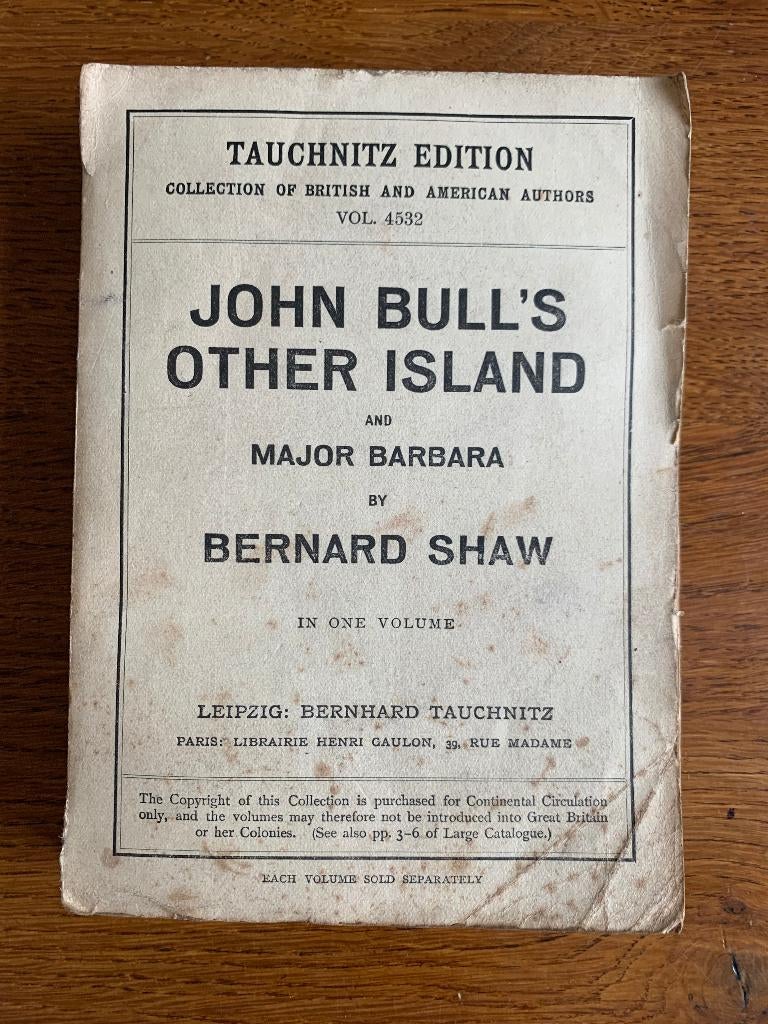 TAUCHNITZ EDITION
COLLECTION OF BRITISH AND AMERICAN AUTHORS
VOL. 4532
JOHN BULL'S
OTHER ISLAND
AND
MAJOR BARBARA
BY
BERNARD SHAW
IN ONE VOLUME
LEIPZIG: BERNHARD TAUCHNITZ
PARIS: LIBRAIRIE HENRI GAULON, 39, RUE MADAME
The Copyright of this Collection is purchased for Continental Circulation
only, and the volumes may therefore not be introduced into Great Britain
or her Colonies. (See also pp. 3–6 of Large Catalogue.)
EACH VOLUME SOLD SEPARATELY